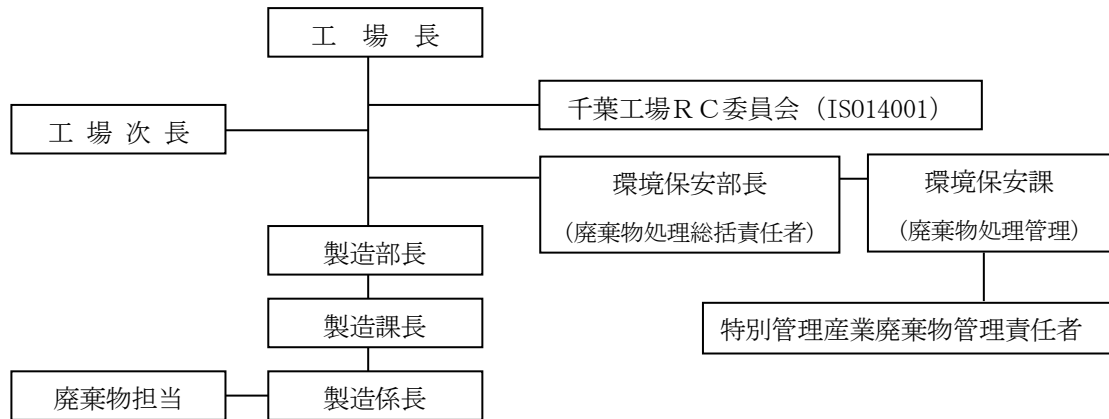 工 場 長
千葉工場ＲＣ委員会（ISO14001）
工 場 次 長
環境保安部長
（廃棄物処理総括責任者）
環境保安課
（廃棄物処理管理）
製造部長
製造課長
特別管理産業廃棄物管理責任者
廃棄物担当
製造係長